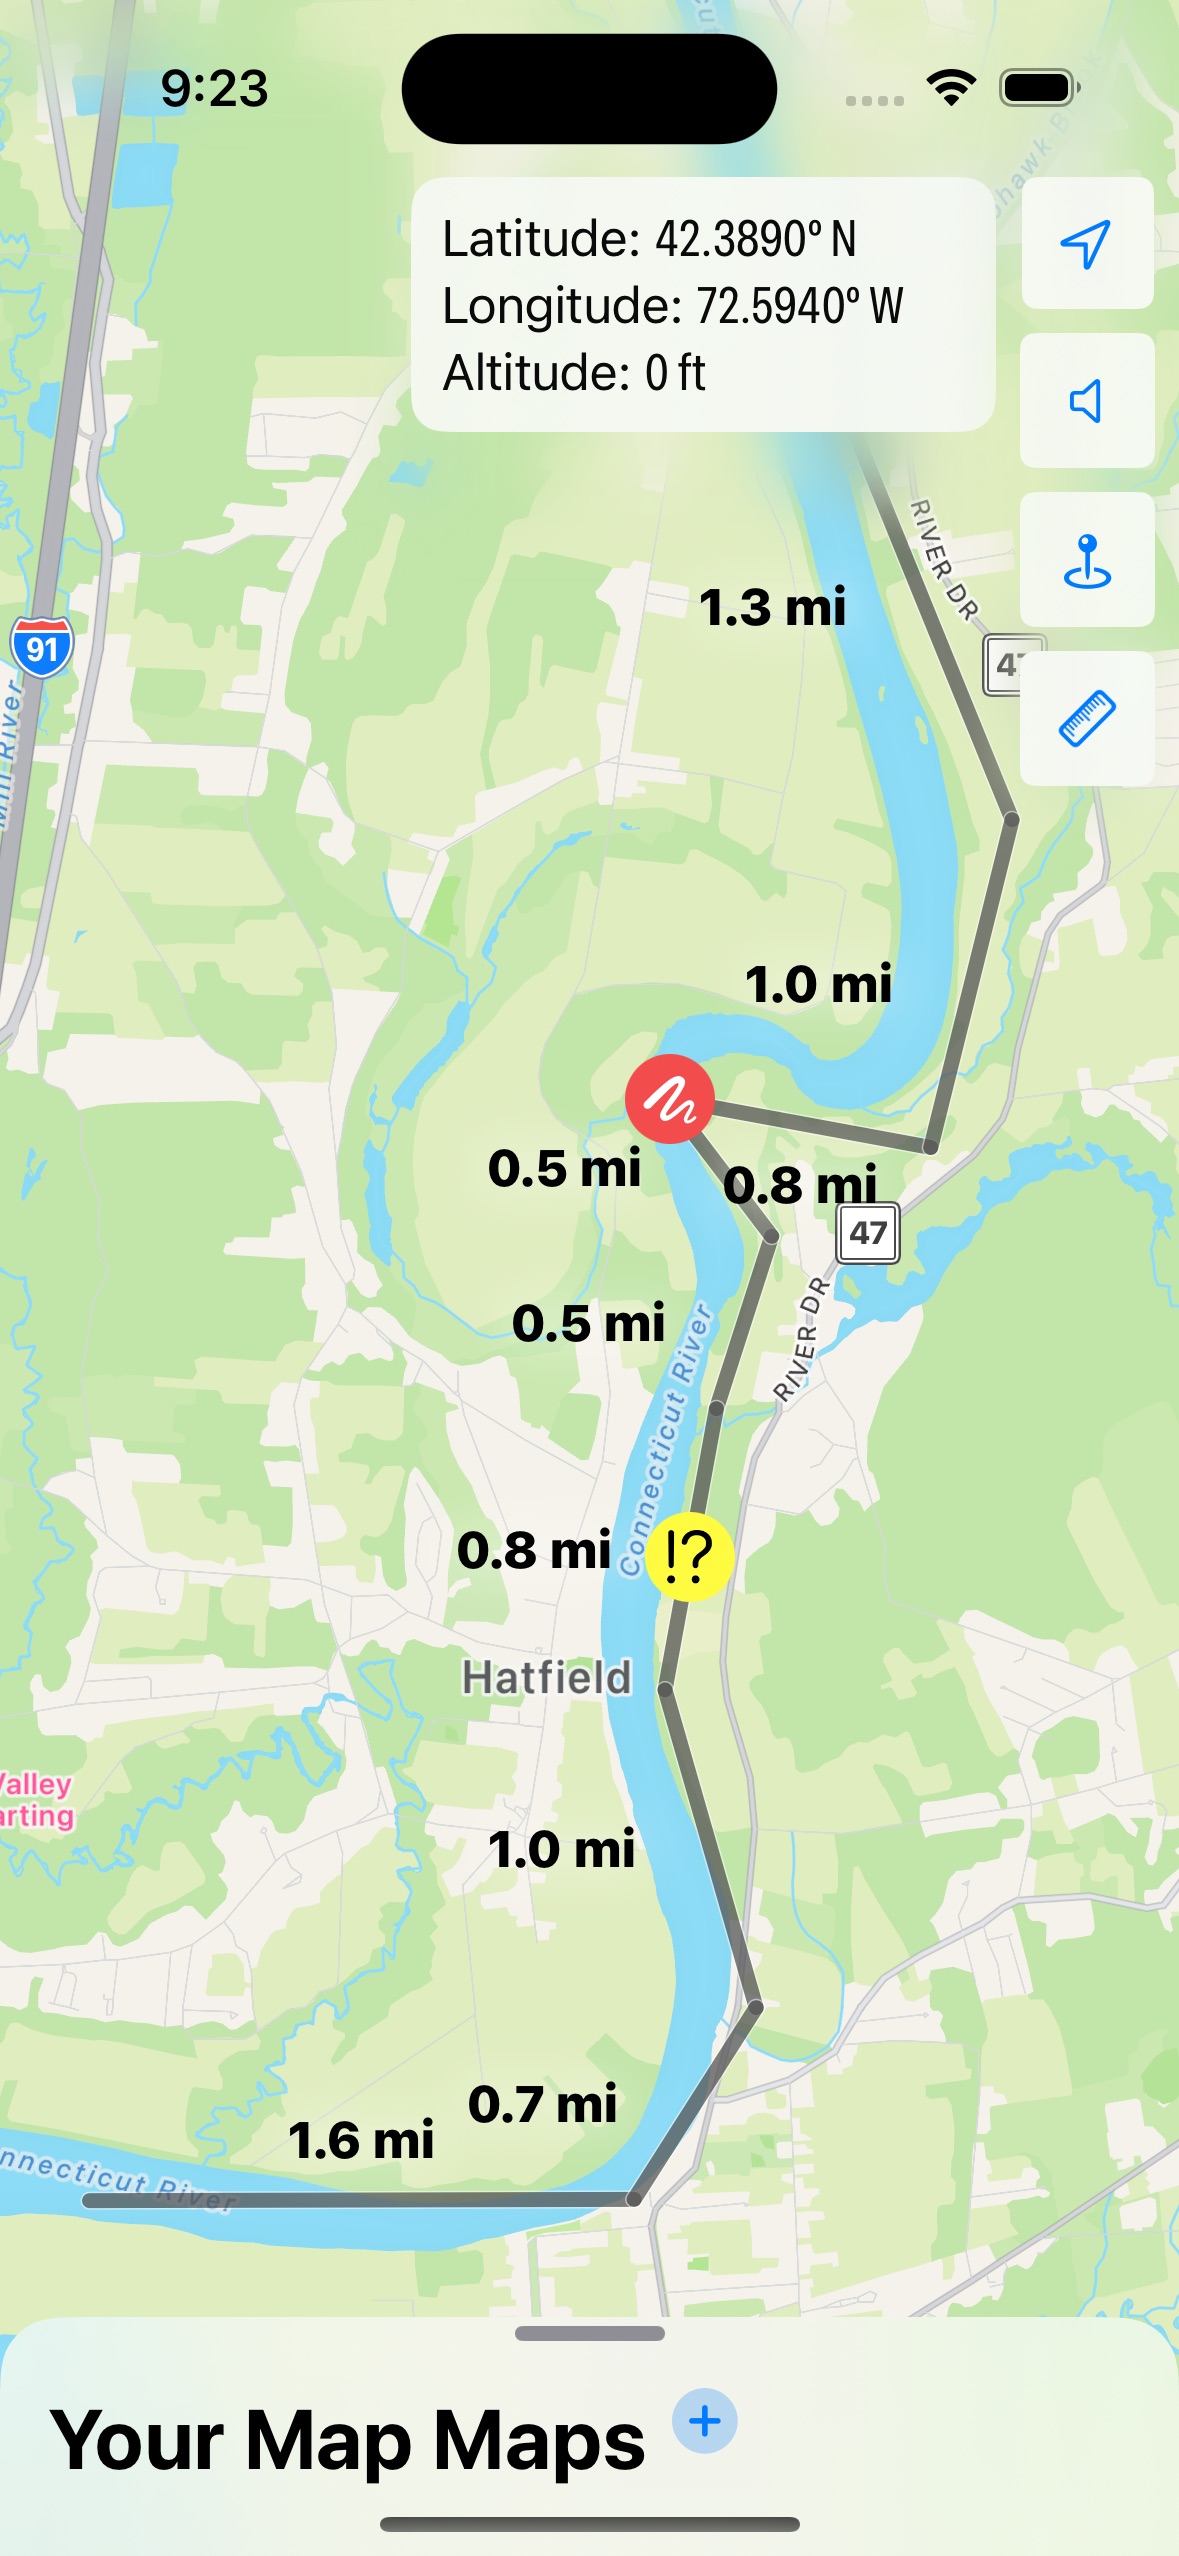 9:23
Latitude: 42.3890° N
Longitude: 72.5940° W
Altitude: 0 ft
RIVER DR
1.3 mi
91
47
1.0 mi
0.5 mi
0.8 mi
47
RIVER DR
0.5 mi
Connecticut River
0.8 mi
!?
Hatfield
Valley
1.0 mi
0.7 mi
1.6 mi
River
Your Map Maps
+